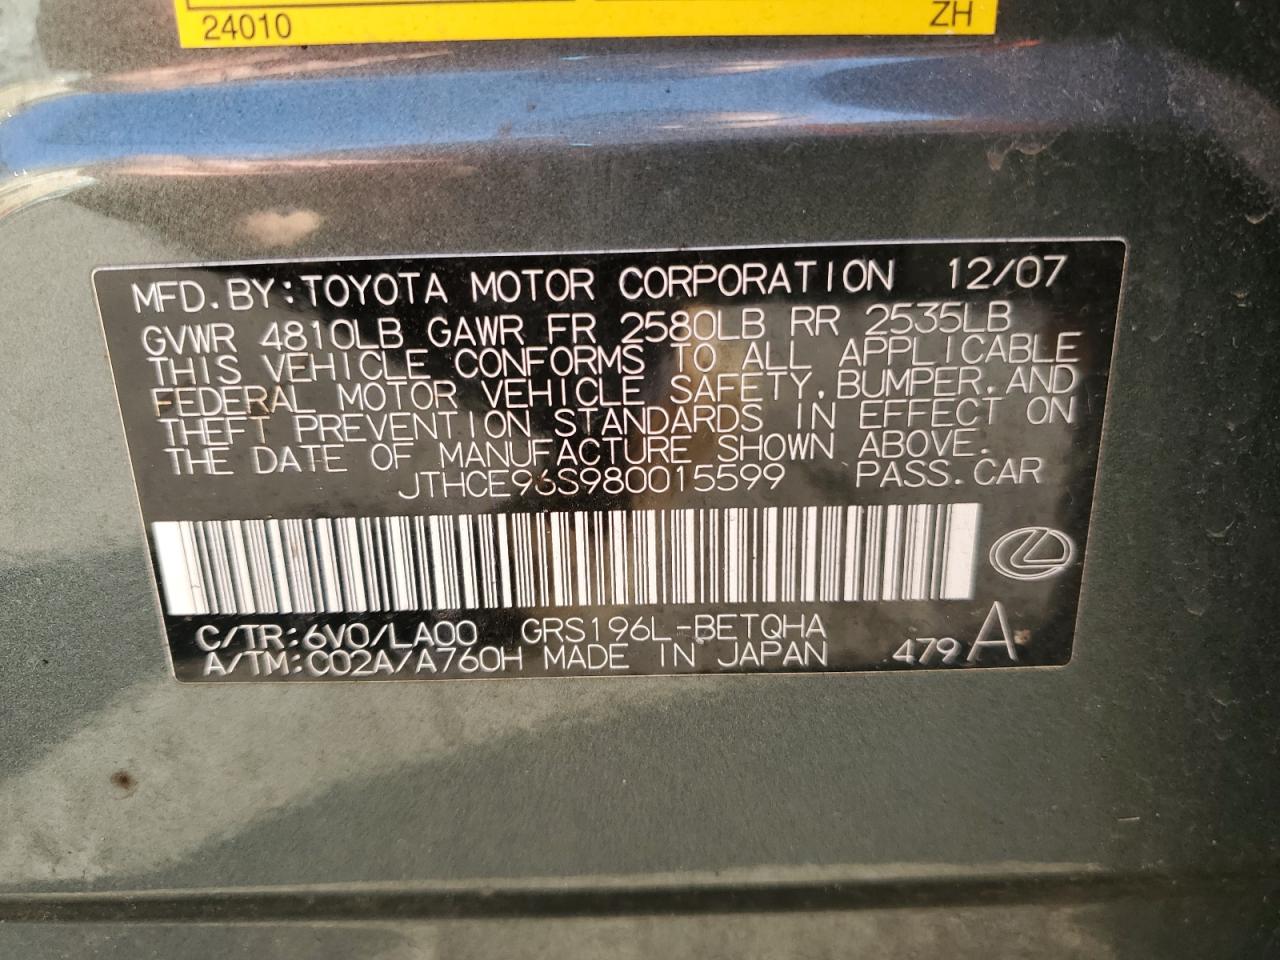 24010 ZH
MFD.BY:TOYOTA MOTOR CORPORATION 12/07
GVWR 4810LB GAWR FR 2580LB RR 2535LB
THIS VEHICLE CONFORMS TO ALL APPLICABLE
FEDERAL MOTOR VEHICLE SAFETY,BUMPER,AND
THEFT PREVENTION STANDARDS IN EFFECT ON
THE DATE OF MANUFACTURE SHOWN ABOVE.
JTHCE96S980015599 PASS.CAR
C/TR:6V0/LA00 GRS196L-BETQHA
A/TM:C02A/A760H MADE IN JAPAN 479 A